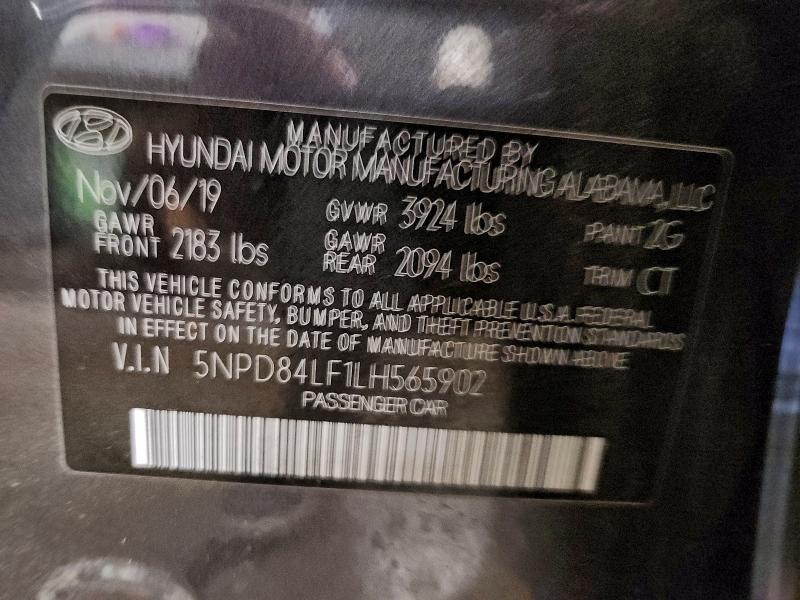 MANUFACTURED BY
HYUNDAI MOTOR MANUFACTURING ALABAMA, LLC
Nov/06/19
GVWR 3924 lbs
PAINT 2G
GAWR FRONT 2183 lbs
GAWR REAR 2094 lbs
TRIM CT
THIS VEHICLE CONFORMS TO ALL APPLICABLE U.S.A. FEDERAL
MOTOR VEHICLE SAFETY, BUMPER, AND THEFT PREVENTION STANDARDS
IN EFFECT ON THE DATE OF MANUFACTURE SHOWN ABOVE
V.I.N 5NPD84LF1LH565902
PASSENGER CAR